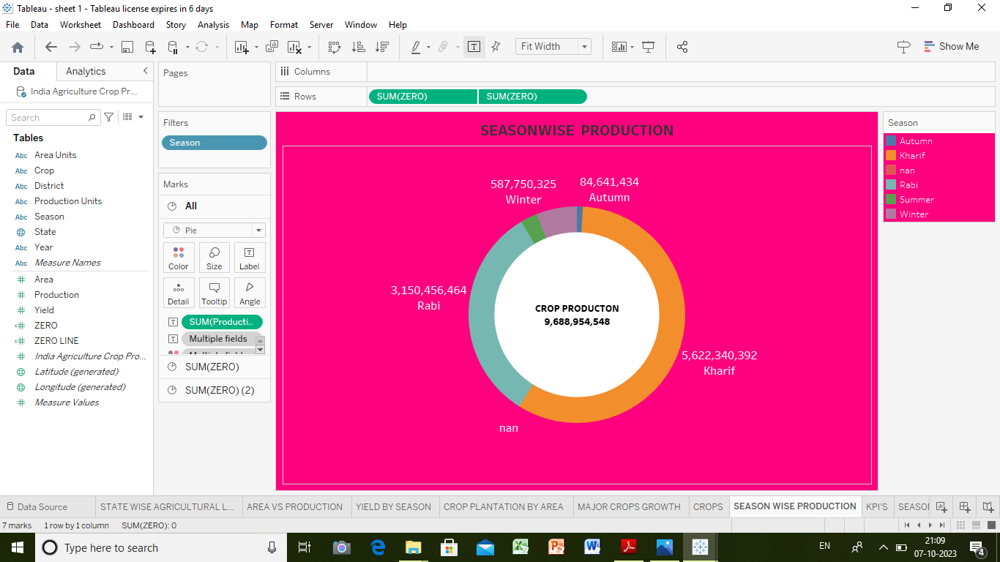 Tableau - sheet 1 - Tableau license expires in 6 days
File Data Worksheet Dashboard Story Analysis Map Format Server Window Help
Fit Width
Show Me
Data Analytics
India Agriculture Crop Pr...
Search
Tables
Abc Area Units
Abc Crop
Abc District
Abc Production Units
Abc Season
State
Abc Year
Abc Measure Names
Area
Production
Yield
ZERO
ZERO LINE
India Agriculture Crop Pro...
Latitude (generated)
Longitude (generated)
Measure Values
Pages
Filters
Season
Marks
All
Pie
Color Size Label
Detail Tooltip Angle
SUM(Producti..
Multiple fields
SUM(ZERO)
SUM(ZERO) (2)
Columns
Rows SUM(ZERO) SUM(ZERO)
SEASONWISE PRODUCTION
587,750,325
Winter
84,641,434
Autumn
3,150,456,464
Rabi
CROP PRODUCTON
9,688,954,548
5,622,340,392
Kharif
nan
Season
Autumn
Kharif
nan
Rabi
Summer
Winter
Data Source STATE WISE AGRICULTURAL L... AREA VS PRODUCTION YIELD BY SEASON CROP PLANTATION BY AREA MAJOR CROPS GROWTH CROPS SEASON WISE PRODUCTION KPI'S SEASO
7 marks 1 row by 1 column SUM(ZERO): 0
Type here to search
EN
21:09
07-10-2023
4